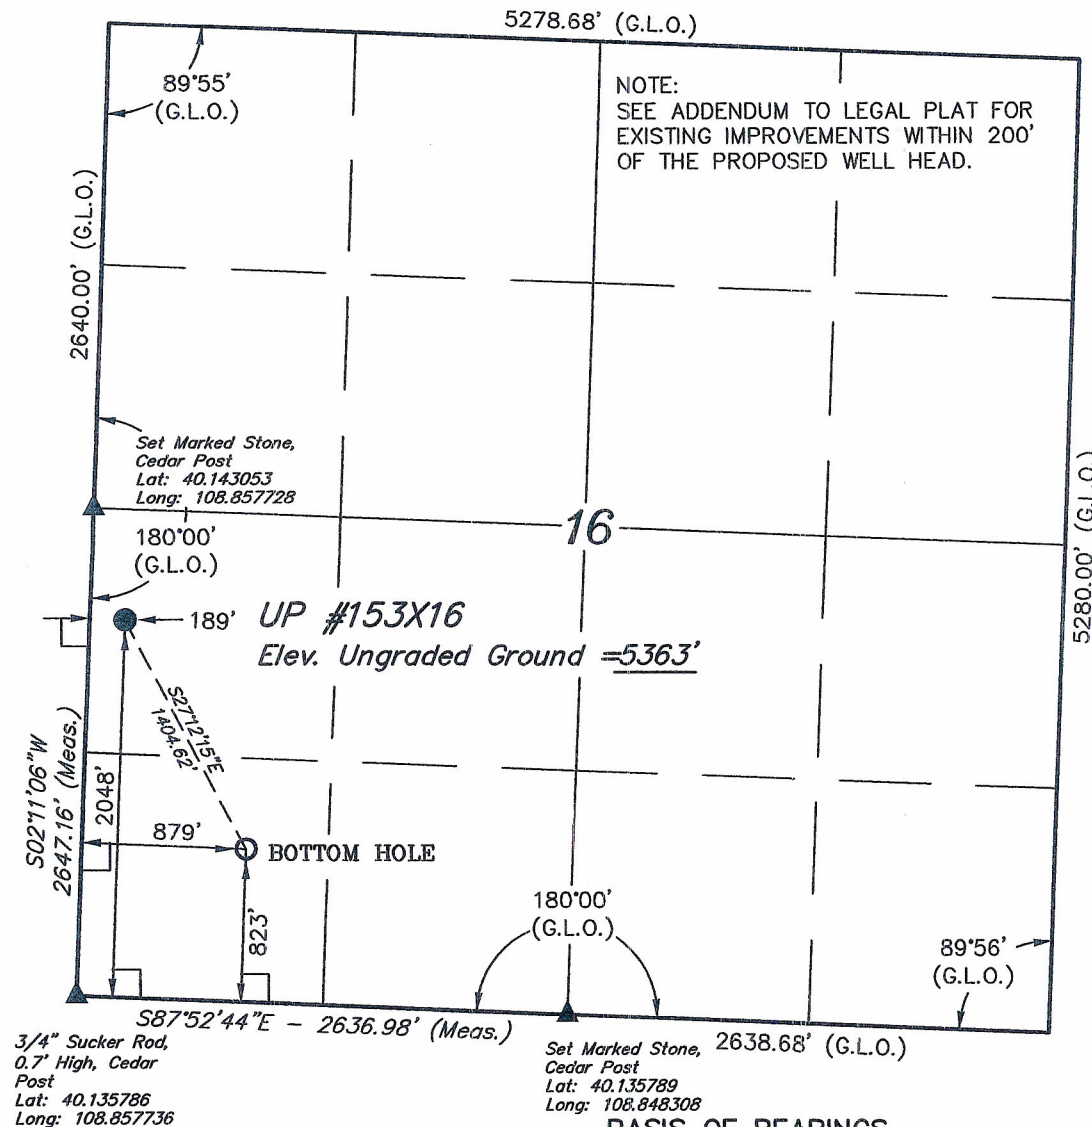 5278.68' (G.L.O.)
89°55'
(G.L.O.)
NOTE:
SEE ADDENDUM TO LEGAL PLAT FOR
EXISTING IMPROVEMENTS WITHIN 200'
OF THE PROPOSED WELL HEAD.
2640.00' (G.L.O.)
Set Marked Stone,
Cedar Post
Lat: 40.143053
Long: 108.857728
180°00'
(G.L.O.)
16
5280.00' (G.L.O.)
189'
UP #153X16
Elev. Ungraded Ground =5363'
S27°12'15"E
1404.62'
S02°11'06"W
2647.16' (Meas.)
2048'
879'
BOTTOM HOLE
823'
180°00'
(G.L.O.)
89°56'
(G.L.O.)
S87°52'44"E - 2636.98' (Meas.)
2638.68' (G.L.O.)
3/4" Sucker Rod,
0.7' High, Cedar
Post
Lat: 40.135786
Long: 108.857736
Set Marked Stone,
Cedar Post
Lat: 40.135789
Long: 108.848308
BASIS OF BEARINGS